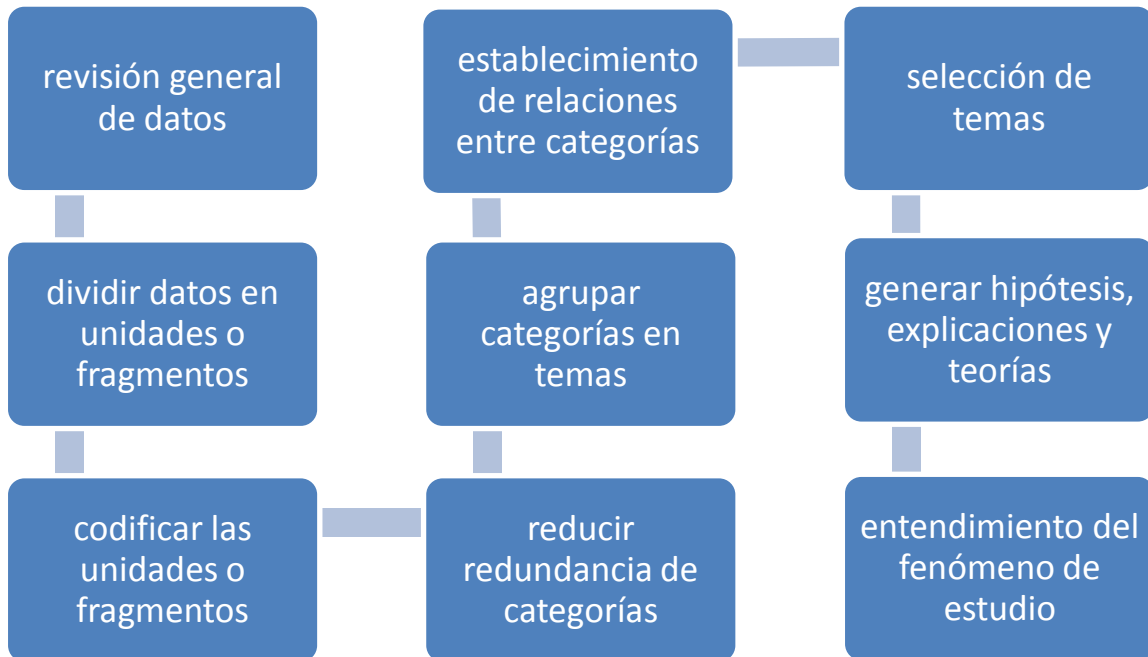 revisión general
de datos
dividir datos en
unidades o
fragmentos
codificar las
unidades o
fragmentos
reducir
redundancia de
categorías
agrupar
categorías en
temas
establecimiento
de relaciones
entre categorías
selección de
temas
generar hipótesis,
explicaciones y
teorías
entendimiento del
fenómeno de
estudio